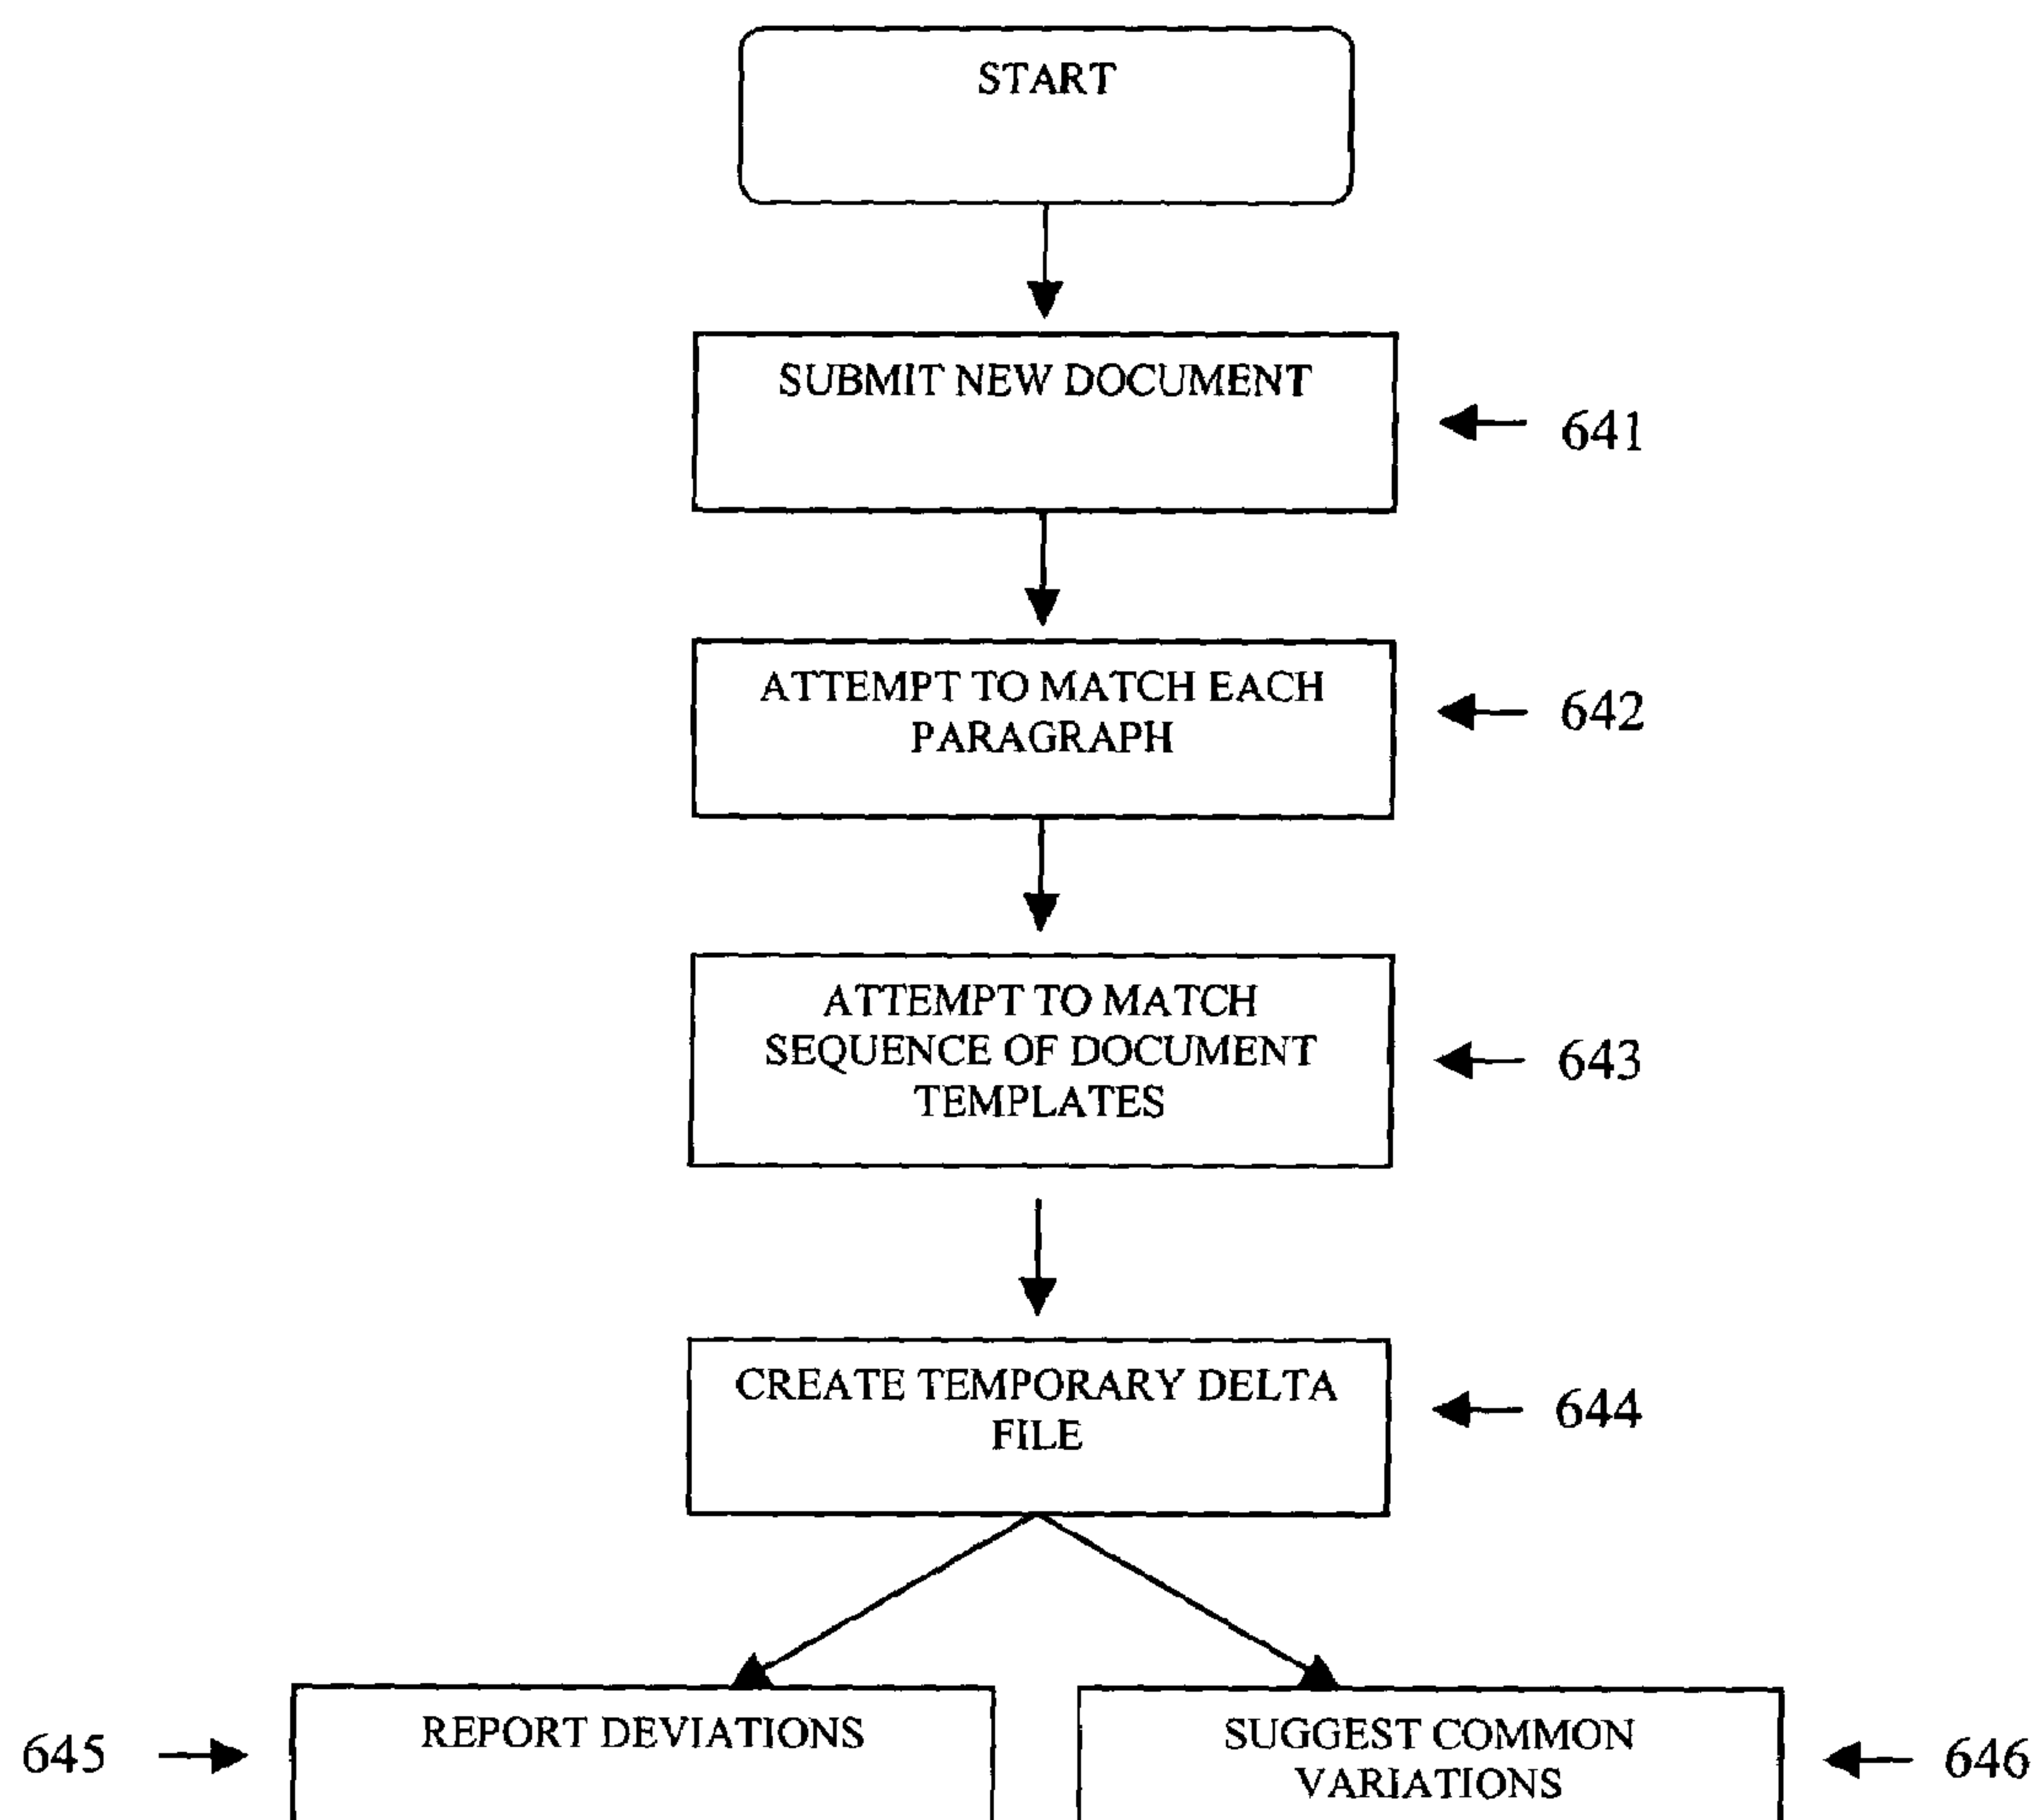 START
SUBMIT NEW DOCUMENT
641
ATTEMPT TO MATCH EACH
PARAGRAPH
642
ATTEMPT TO MATCH
SEQUENCE OF DOCUMENT
TEMPLATES
643
CREATE TEMPORARY DELTA
FILE
644
645
REPORT DEVIATIONS
SUGGEST COMMON
VARIATIONS
646